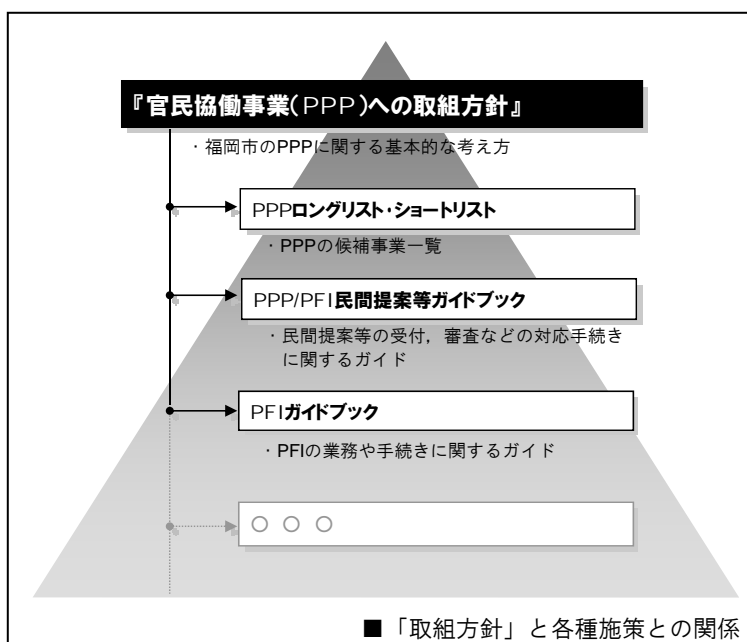 『官民協働事業(PPP)への取組方針』
・福岡市のPPPに関する基本的な考え方
PPPロングリスト・ショートリスト
・PPPの候補事業一覧
PPP/PFI民間提案等ガイドブック
・民間提案等の受付，審査などの対応手続き
に関するガイド
PFIガイドブック
・PFIの業務や手続きに関するガイド
○ ○ ○
■「取組方針」と各種施策との関係